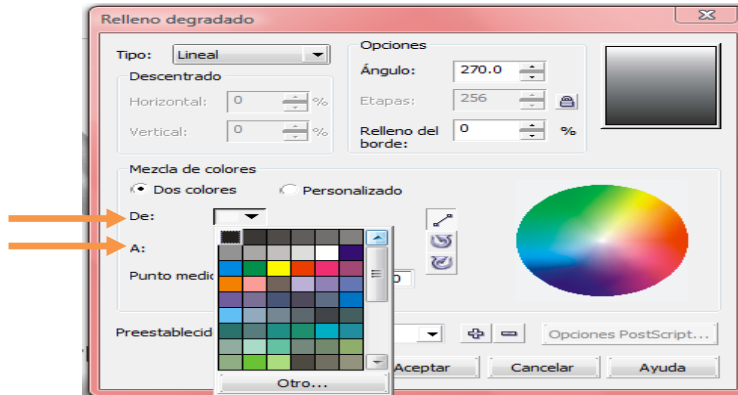 Relleno degradado
Tipo: Lineal
Opciones
Descentrado
Ángulo: 270.0
Horizontal: 0 %
Etapas: 256
Vertical: 0 %
Relleno del borde: 0 %
Mezcla de colores
Dos colores Personalizado
De:
A:
Punto medi
Preestablecid
Opciones PostScript...
Otro...
Aceptar Cancelar Ayuda